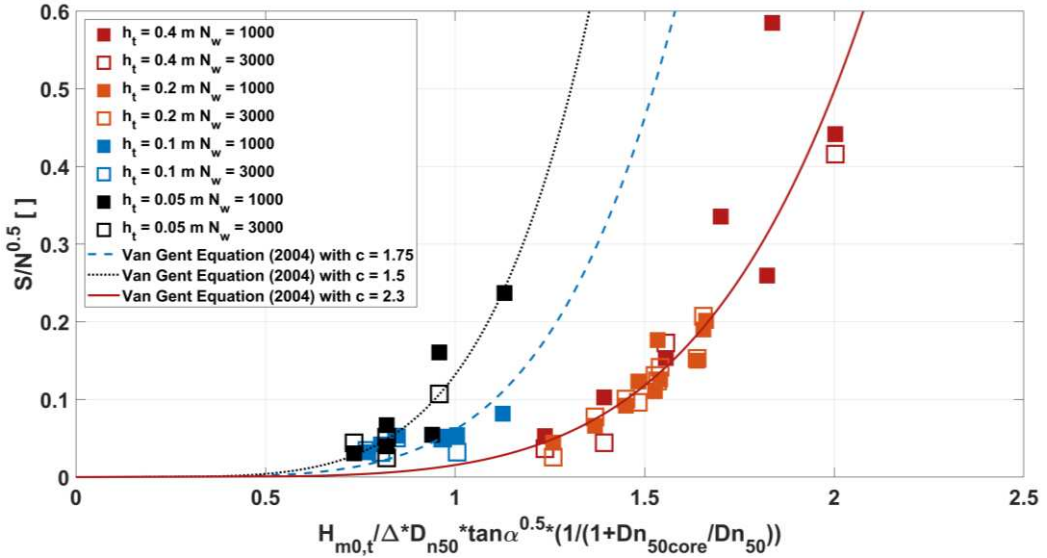 0.6
0.5
0.4
0.3
0.2
0.1
0
S/N^0.5 [ ]
h_t = 0.4 m N_w = 1000
h_t = 0.4 m N_w = 3000
h_t = 0.2 m N_w = 1000
h_t = 0.2 m N_w = 3000
h_t = 0.1 m N_w = 1000
h_t = 0.1 m N_w = 3000
h_t = 0.05 m N_w = 1000
h_t = 0.05 m N_w = 3000
Van Gent Equation (2004) with c = 1.75
Van Gent Equation (2004) with c = 1.5
Van Gent Equation (2004) with c = 2.3
0 0.5 1 1.5 2 2.5
H_m0,t/Δ*D_n50*tanα^0.5*(1/(1+Dn_50core/Dn_50))